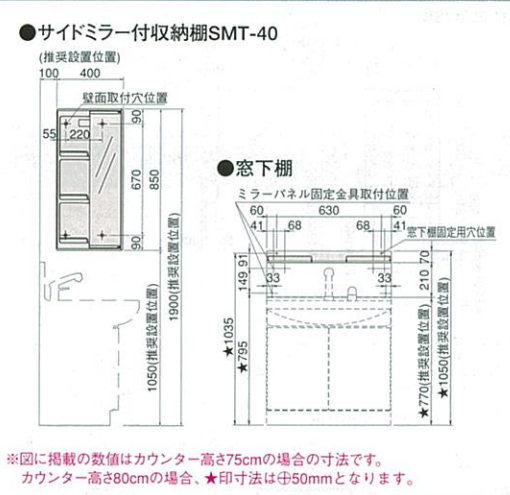 ●サイドミラー付収納棚SMT-40
(推奨設置位置)
100 400
壁面取付穴位置
90
55 220
670
850
90
1050(推奨設置位置)
1900(推奨設置位置)
●窓下棚
ミラーパネル固定金具取付位置
60 630 60
41 68 68 41
窓下棚固定用穴位置
91
149
33 33
70
210
★1035
★795
★770(推奨設置位置)
★1050(推奨設置位置)
※図に掲載の数値はカウンター高さ75cmの場合の寸法です。
カウンター高さ80cmの場合、★印寸法は⊕50mmとなります。